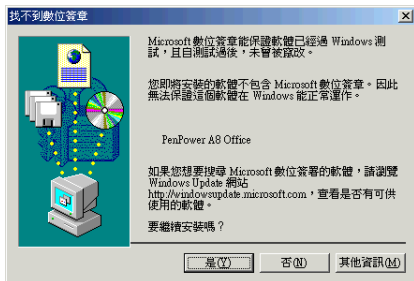 找不到數位簽章
Microsoft 數位簽章能保證軟體已經過 Windows 測
試，且自測試過後，未曾被竄改。
您即將安裝的軟體不包含 Microsoft 數位簽章。因此
無法保證這個軟體在 Windows 能正常運作。
PenPower A8 Office
如果您想要搜尋 Microsoft 數位簽署的軟體，請瀏覽
Windows Update 網站
http://windowsupdate.microsoft.com，查看是否有可供
使用的軟體。
要繼續安裝嗎？
是(Y) 否(N) 其他資訊(M)